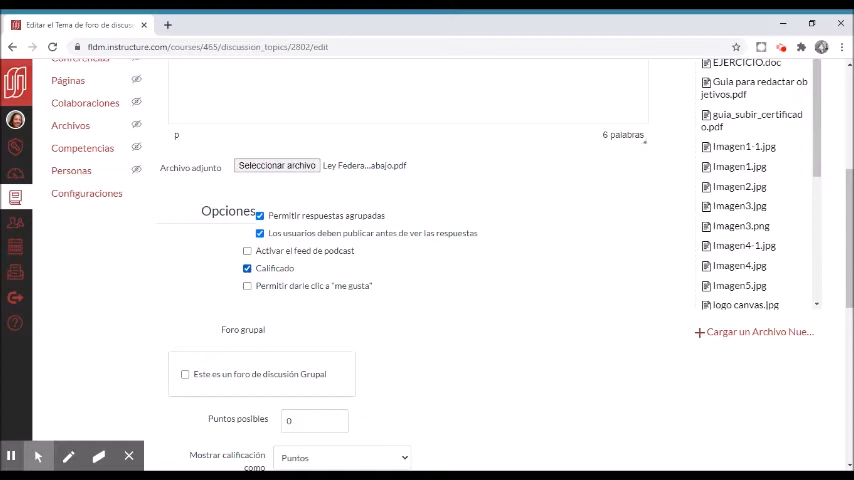 Editar el Tema de foro de discus
fldm.instructure.com/courses/465/discussion_topics/2802/edit
Conferencias
Páginas
Colaboraciones
Archivos
Competencias
Personas
Configuraciones
p
6 palabras
Archivo adjunto
Seleccionar archivo Ley Federa...abajo.pdf
Opciones
Permitir respuestas agrupadas
Los usuarios deben publicar antes de ver las respuestas
Activar el feed de podcast
Calificado
Permitir darle clic a "me gusta"
Foro grupal
Este es un foro de discusión Grupal
Puntos posibles
0
Mostrar calificación
como
Puntos
EJERCICIO.doc
Guia para redactar ob
jetivos.pdf
guia_subir_certificad
o.pdf
Imagen1-1.jpg
Imagen1.jpg
Imagen2.jpg
Imagen3.jpg
Imagen3.png
Imagen4-1.jpg
Imagen4.jpg
Imagen5.jpg
logo canvas.jpg
Cargar un Archivo Nue...